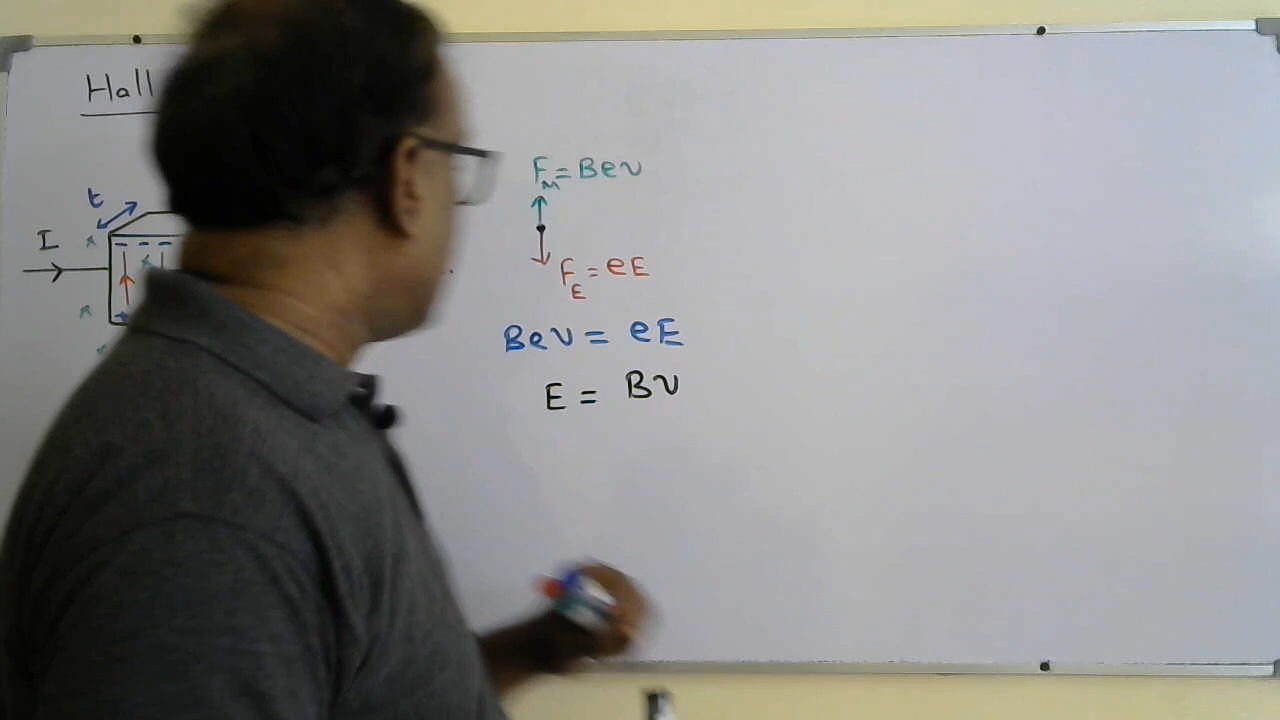 Hall
F_M = Bev
t
I
F_E = eE
Bev = eE
E = Bv